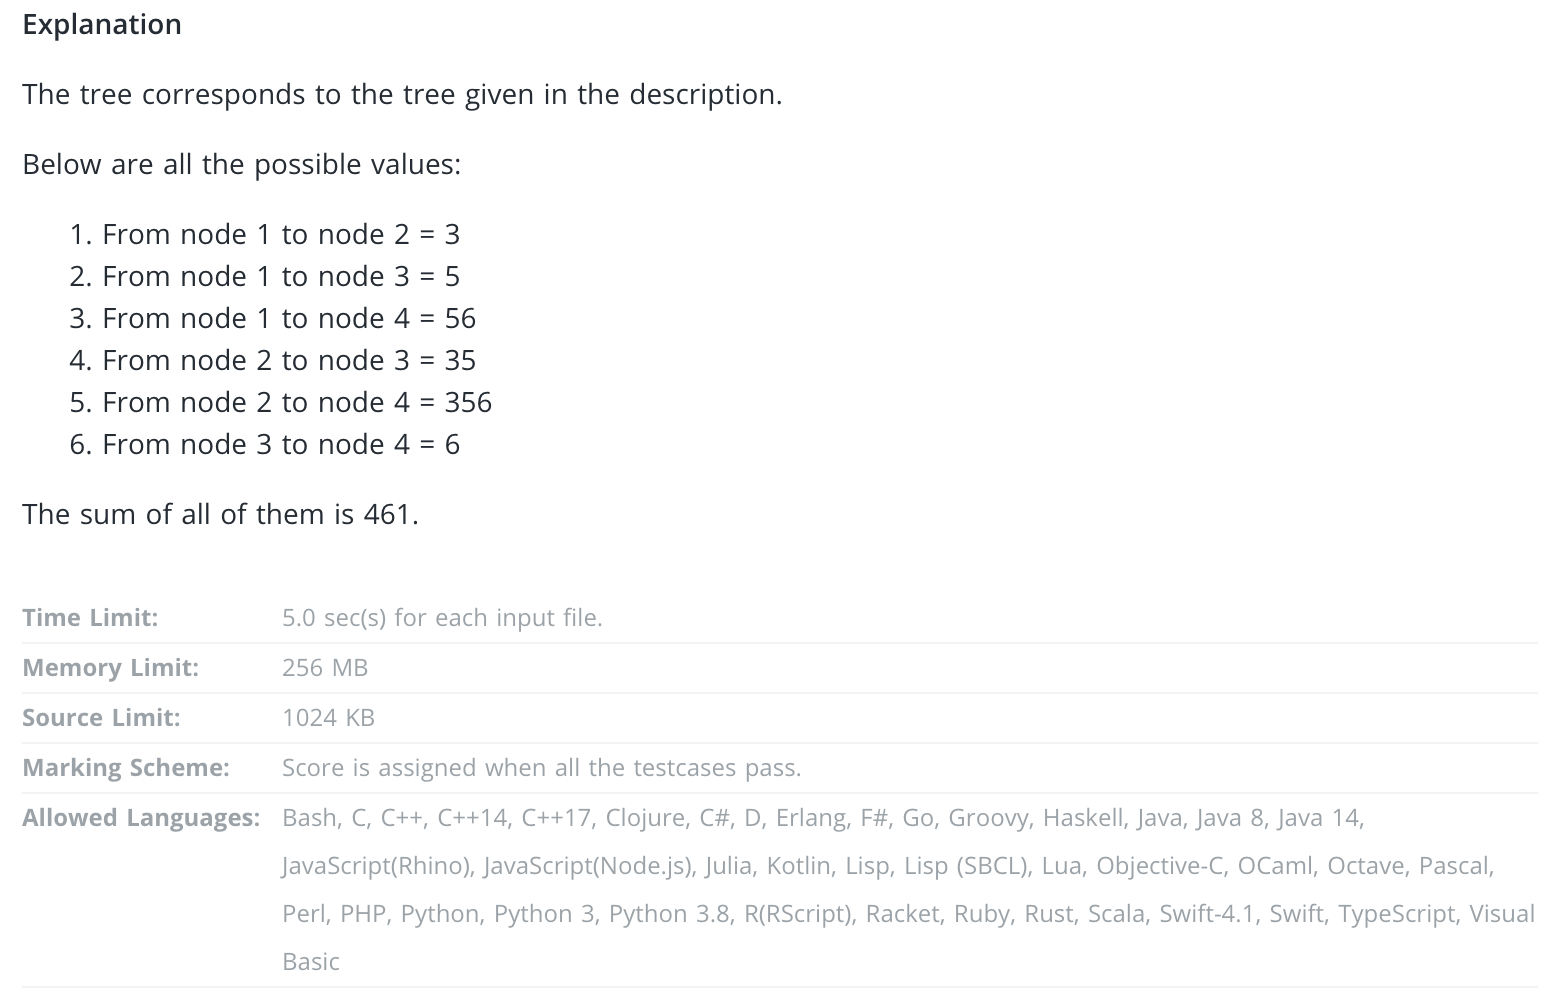 Explanation
The tree corresponds to the tree given in the description.
Below are all the possible values:
1. From node 1 to node 2 = 3
2. From node 1 to node 3 = 5
3. From node 1 to node 4 = 56
4. From node 2 to node 3 = 35
5. From node 2 to node 4 = 356
6. From node 3 to node 4 = 6
The sum of all of them is 461.
Time Limit: 5.0 sec(s) for each input file.
Memory Limit: 256 MB
Source Limit: 1024 KB
Marking Scheme: Score is assigned when all the testcases pass.
Allowed Languages: Bash, C, C++, C++14, C++17, Clojure, C#, D, Erlang, F#, Go, Groovy, Haskell, Java, Java 8, Java 14,
JavaScript(Rhino), JavaScript(Node.js), Julia, Kotlin, Lisp, Lisp (SBCL), Lua, Objective-C, OCaml, Octave, Pascal,
Perl, PHP, Python, Python 3, Python 3.8, R(RScript), Racket, Ruby, Rust, Scala, Swift-4.1, Swift, TypeScript, Visual
Basic